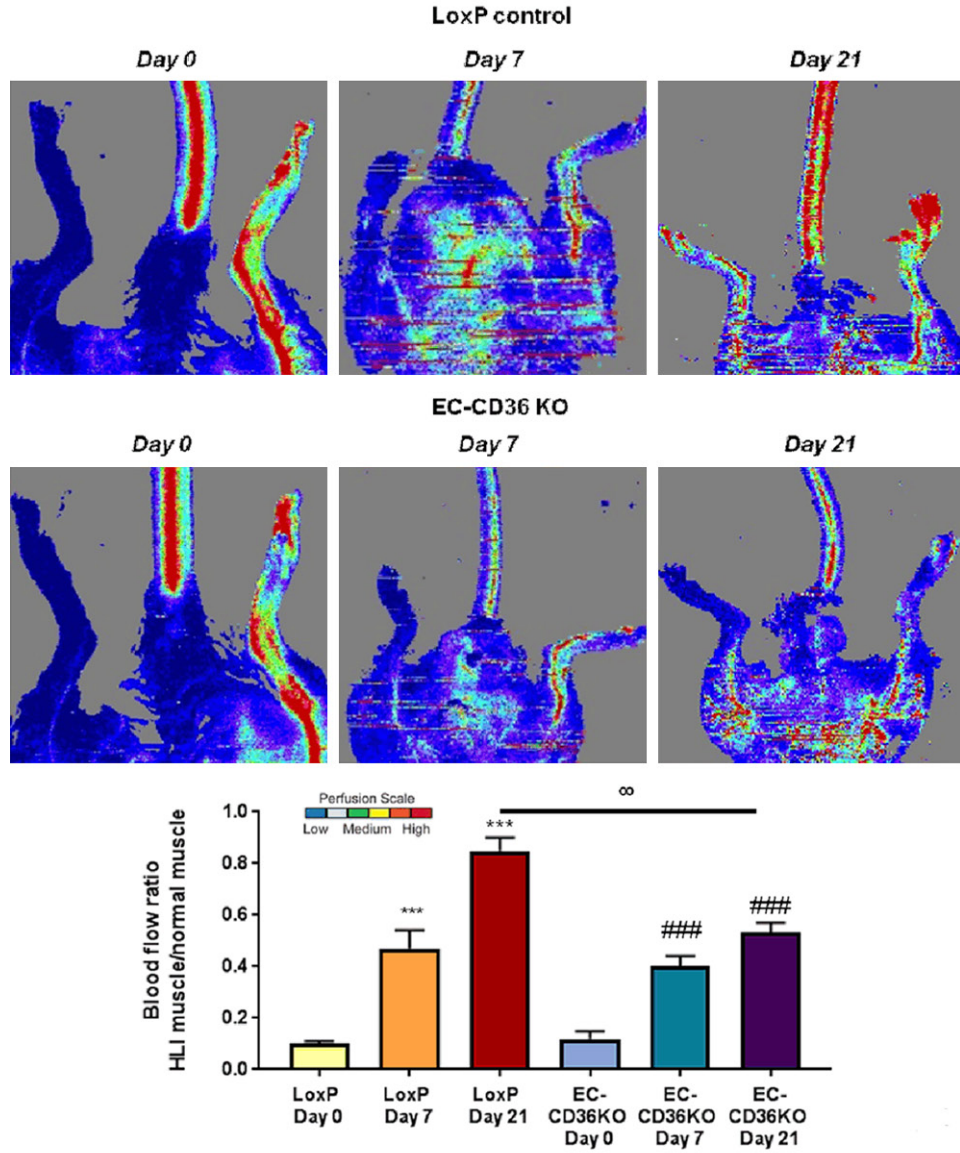 LoxP control
Day 0
Day 7
Day 21
EC-CD36 KO
Day 0
Day 7
Day 21
Blood flow ratio
HLI muscle/normal muscle
1.0
0.8
0.6
0.4
0.2
0.0
Perfusion Scale
Low Medium High
***
***
∞
###
###
LoxP
Day 0
LoxP
Day 7
LoxP
Day 21
EC-
CD36KO
Day 0
EC-
CD36KO
Day 7
EC-
CD36KO
Day 21